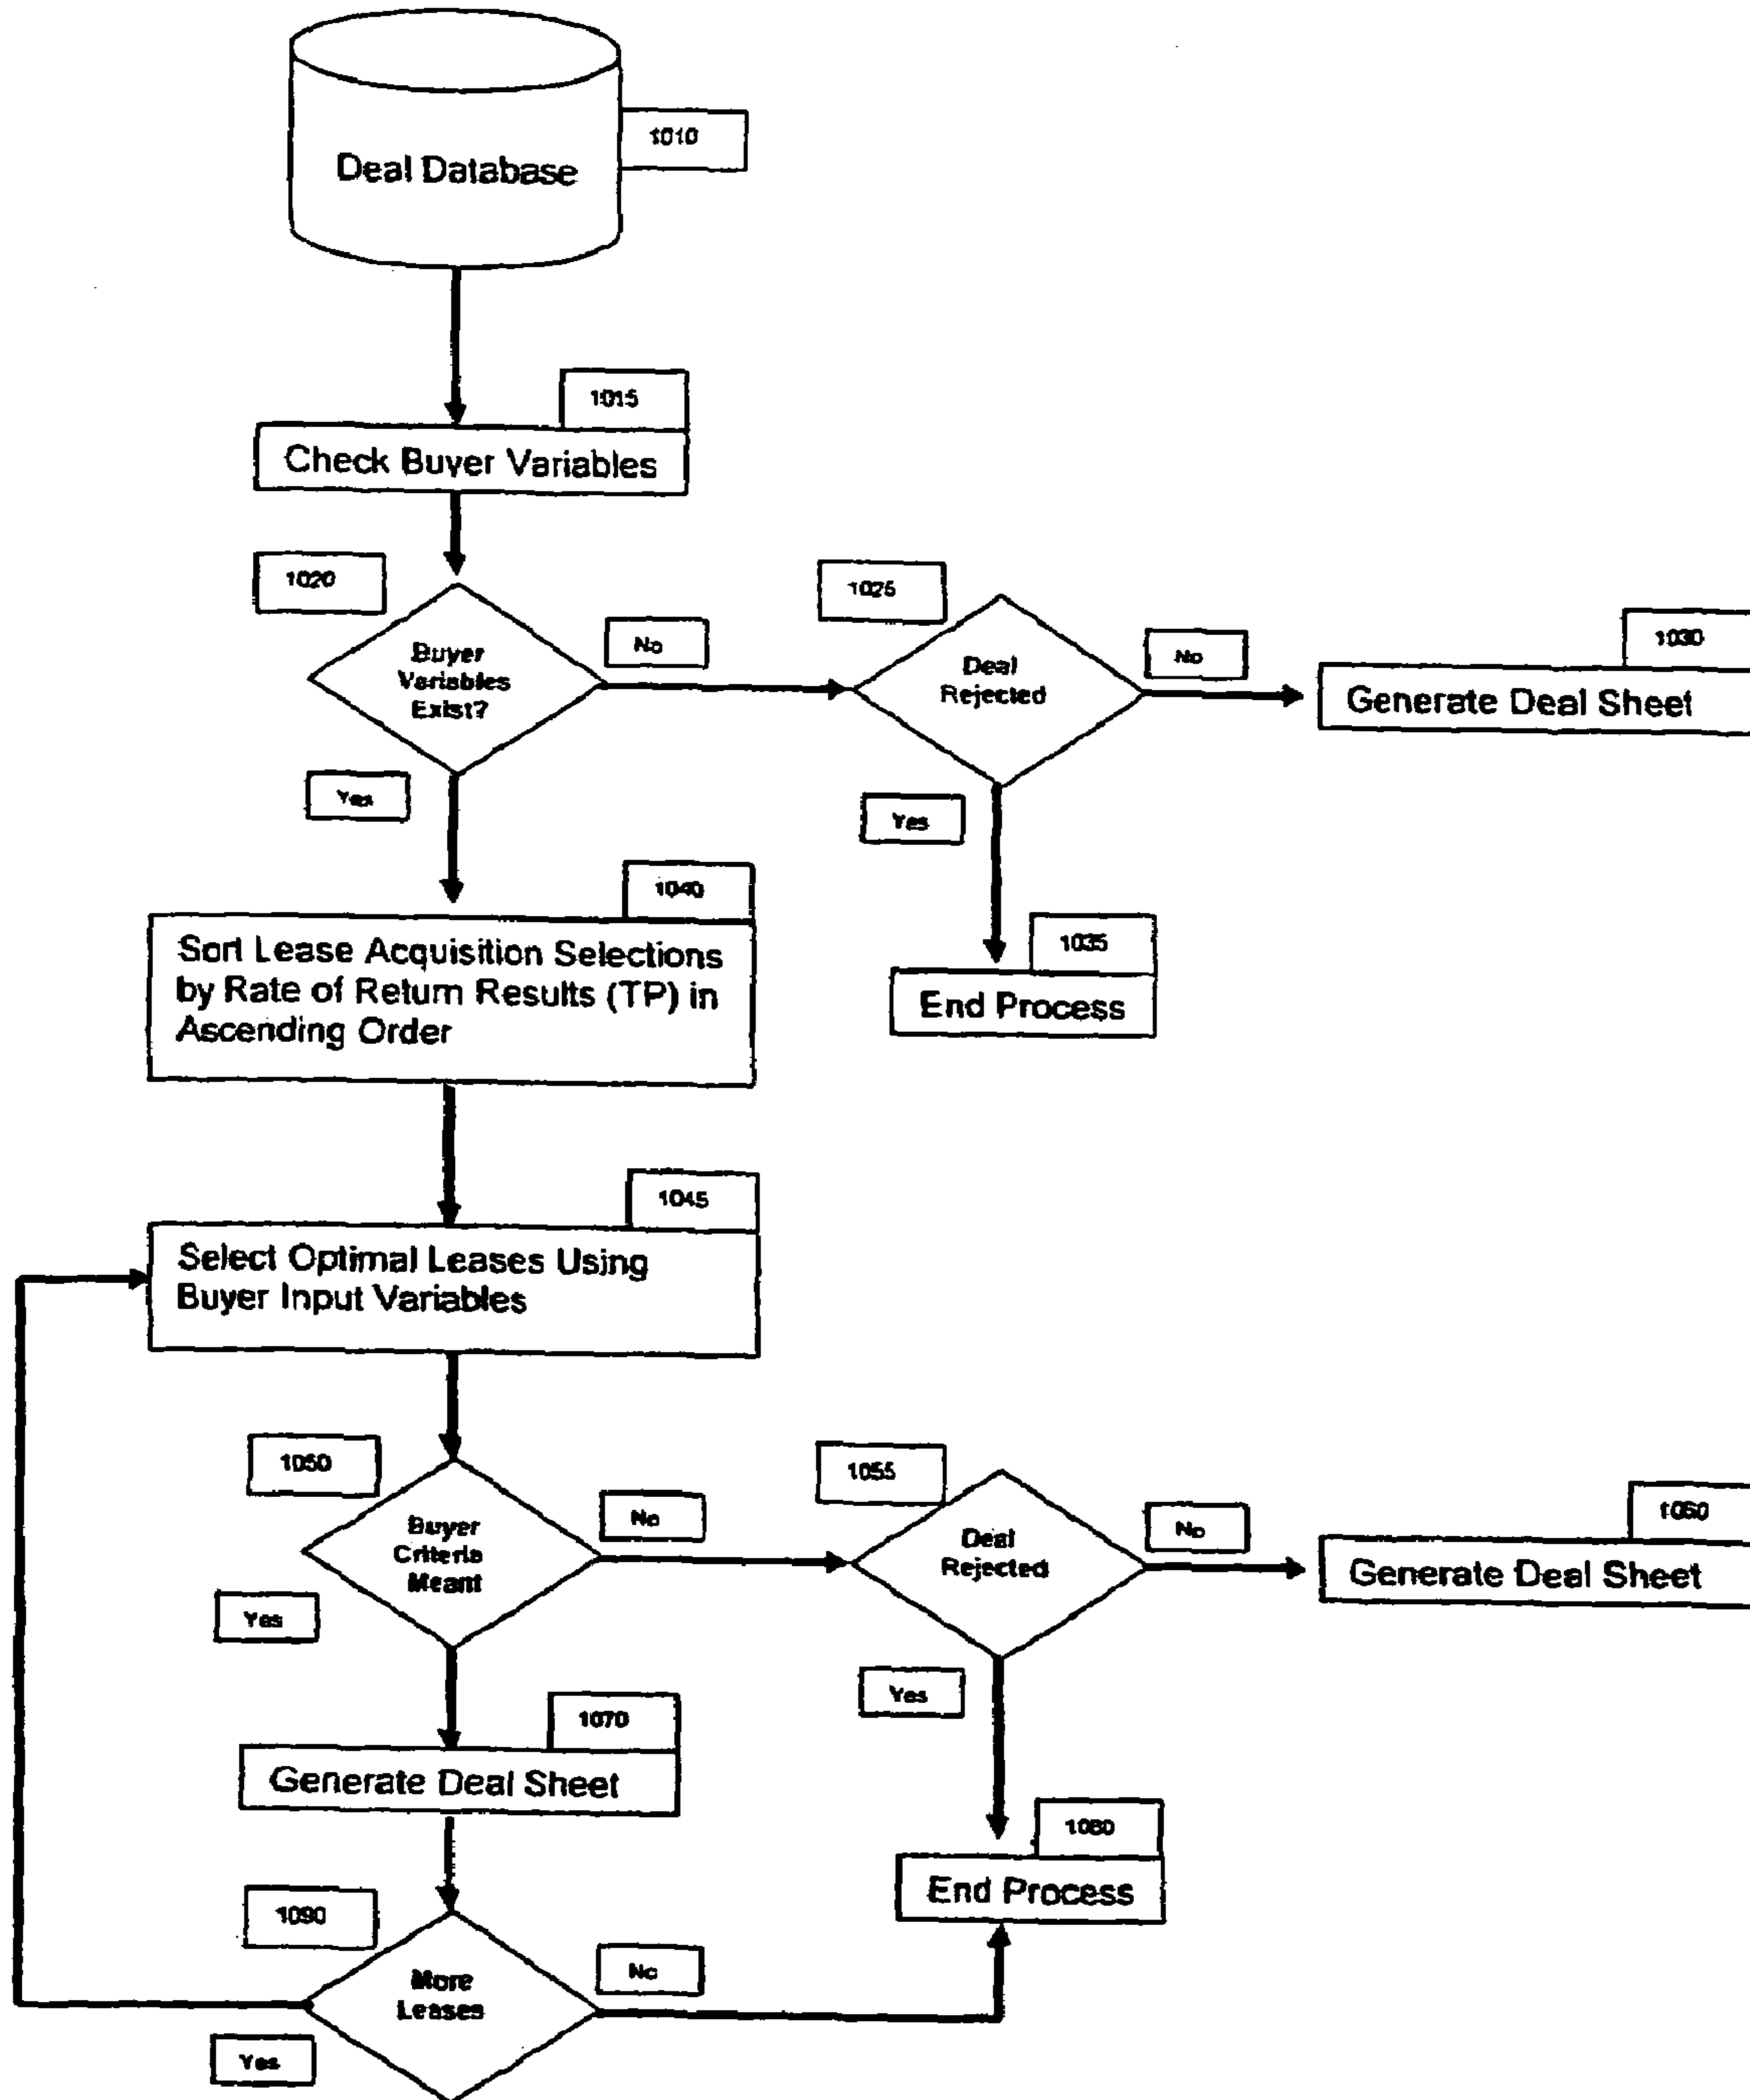 1010
Deal Database
1015
Check Buyer Variables
1020
Buyer
Variables
Exist?
No
1025
Deal
Rejected
No
1030
Generate Deal Sheet
Yes
Yes
1035
End Process
1040
Sort Lease Acquisition Selections
by Rate of Return Results (TP) in
Ascending Order
1045
Select Optimal Leases Using
Buyer Input Variables
1050
Buyer
Criteria
Meant
No
1055
Deal
Rejected
No
1060
Generate Deal Sheet
Yes
Yes
1070
Generate Deal Sheet
1080
End Process
1090
More
Leases
No
Yes